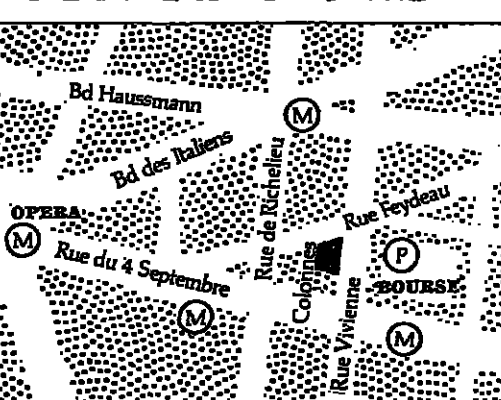 Bd Haussmann
M
Bd des Italiens
Rue de Richelieu
Rue Feydeau
OPERA
M
Rue du 4 Septembre
Colonnes
P
BOURSE
M
Rue Vivienne
M